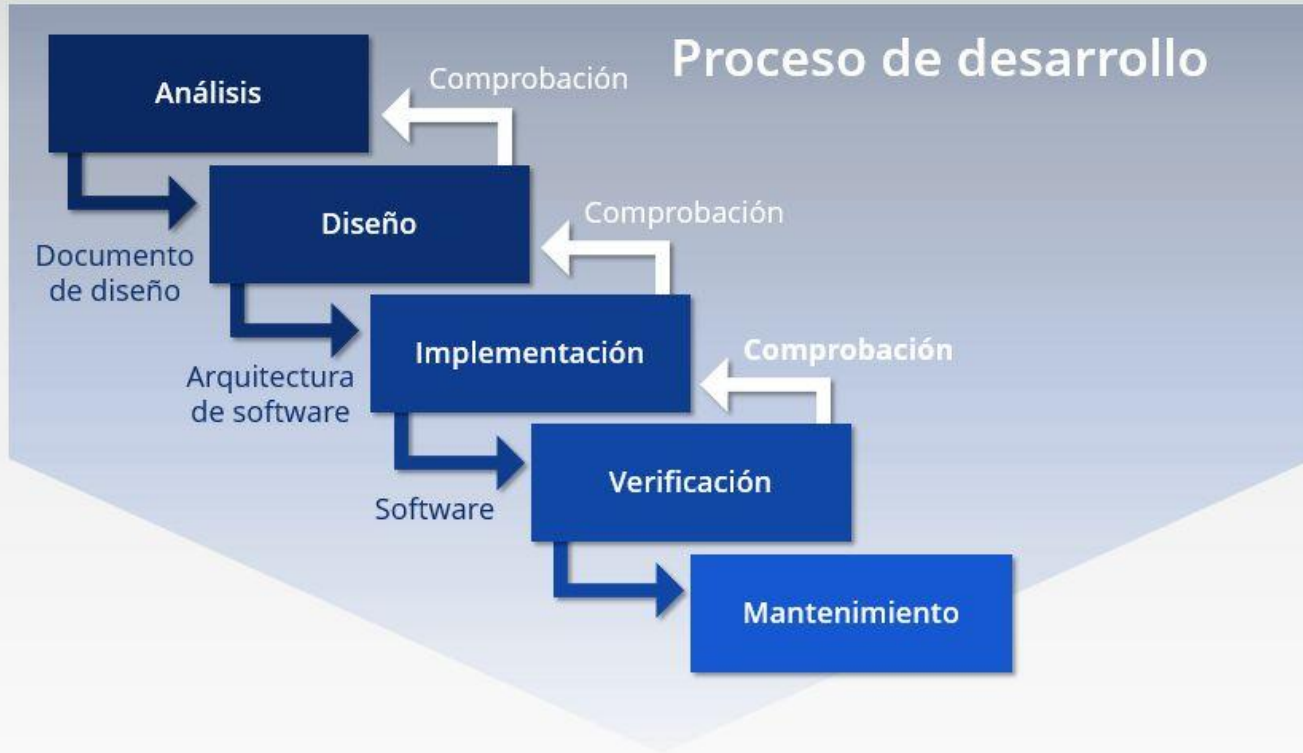 Proceso de desarrollo
Análisis
Comprobación
Diseño
Comprobación
Documento
de diseño
Implementación
Comprobación
Arquitectura
de software
Verificación
Software
Mantenimiento